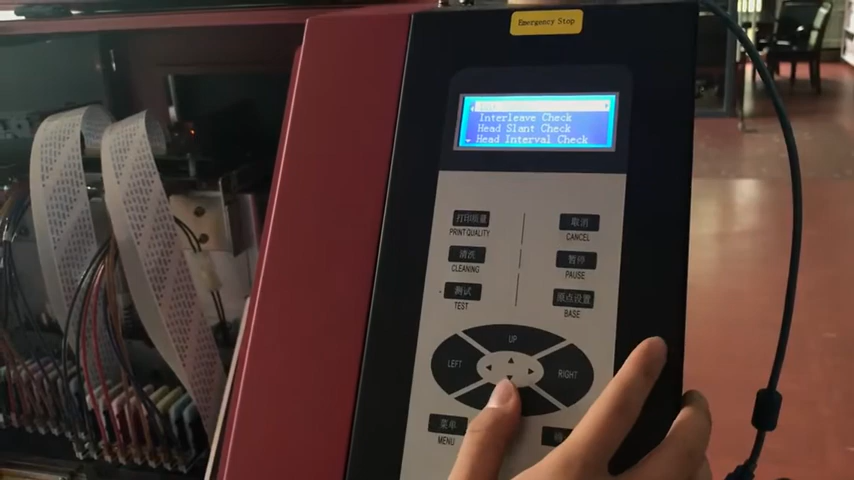 Emergency Stop
Interleave Check
Head Slant Check
Head Interval Check
打印质量
PRINT QUALITY
取消
CANCEL
清洗
CLEANING
暂停
PAUSE
测试
TEST
原点设置
BASE
UP
LEFT
RIGHT
菜单
MENU